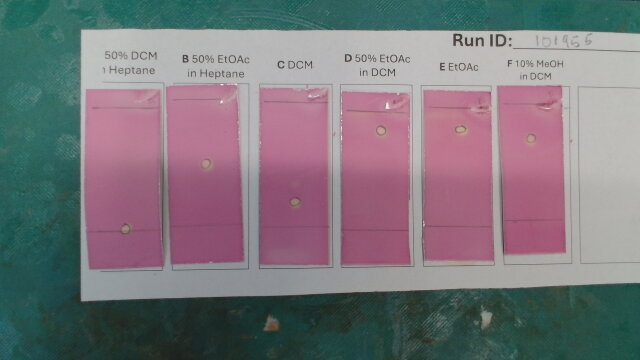 Run ID: 101955
50% DCM
n Heptane
B 50% EtOAc
in Heptane
C DCM
D 50% EtOAc
in DCM
E EtOAc
F 10% MeOH
in DCM